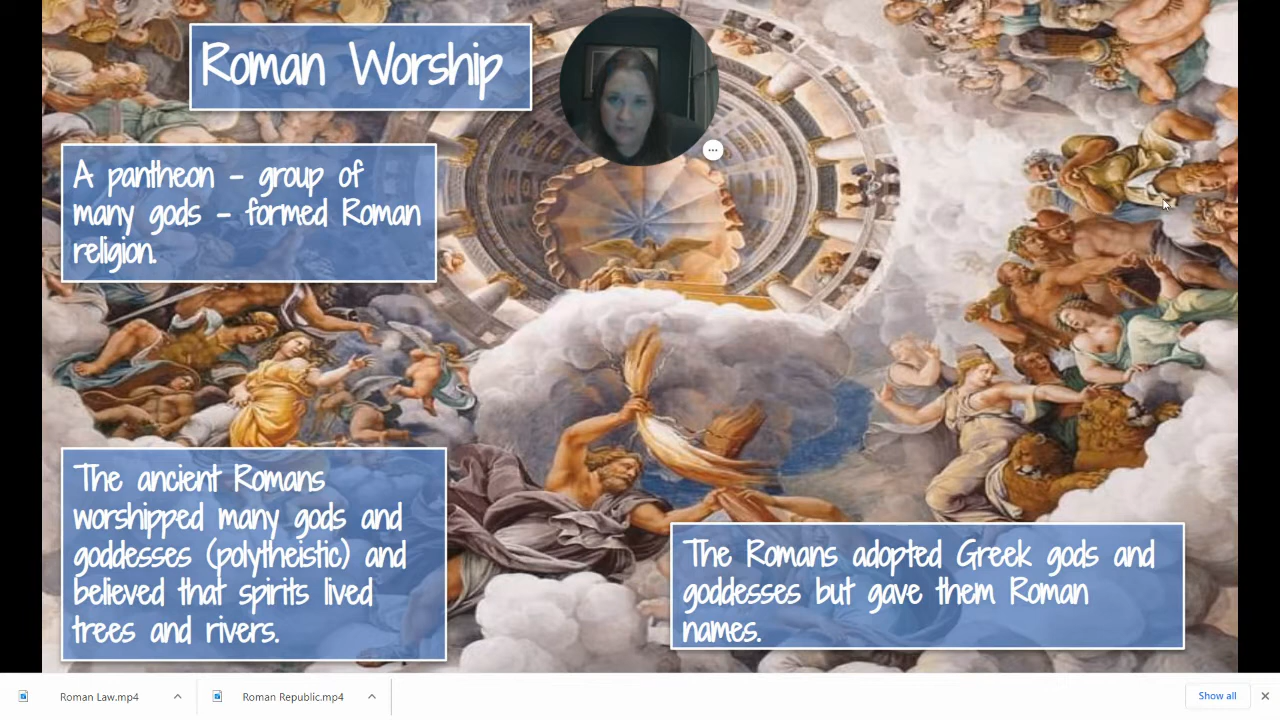 Roman Worship
A pantheon - group of
many gods - formed Roman
religion.
The ancient Romans
worshipped many gods and
goddesses (polytheistic) and
believed that spirits lived
trees and rivers.
The Romans adopted Greek gods and
goddesses but gave them Roman
names.
Roman Law.mp4
Roman Republic.mp4
Show all